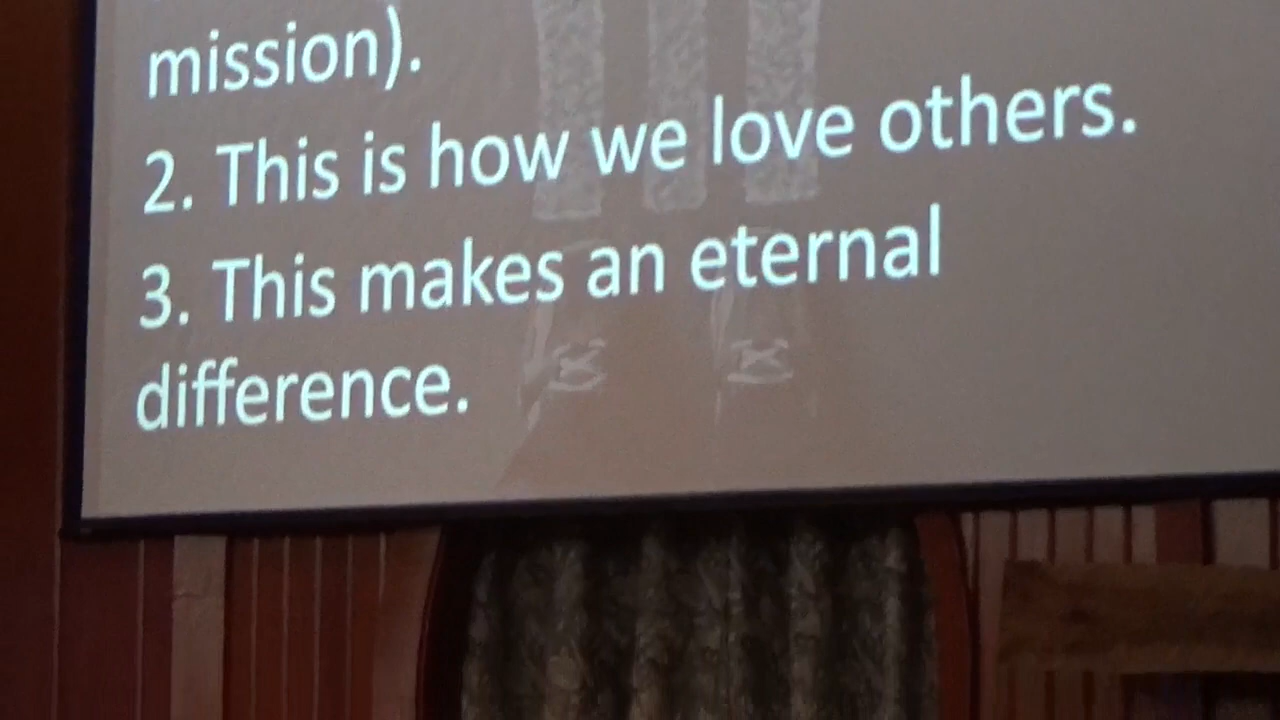 mission).
2. This is how we love others.
3. This makes an eternal
difference.